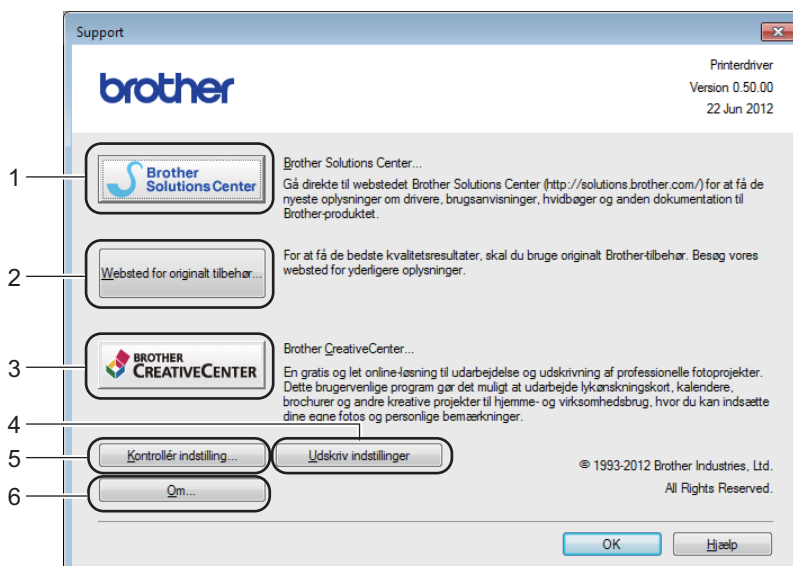 Support
brother
Printerdriver
Version 0.50.00
22 Jun 2012
1
Brother
Solutions Center
Brother Solutions Center...
Gå direkte til webstedet Brother Solutions Center (http://solutions.brother.com/) for at få de
nyeste oplysninger om drivere, brugsanvisninger, hvidbøger og anden dokumentation til
Brother-produktet.
2
Websted for originalt tilbehør...
For at få de bedste kvalitetsresultater, skal du bruge originalt Brother-tilbehør. Besøg vores
websted for yderligere oplysninger.
3
BROTHER
CREATIVECENTER
Brother CreativeCenter...
En gratis og let online-løsning til udarbejdelse og udskrivning af professionelle fotoprojekter.
Dette brugervenlige program gør det muligt at udarbejde lykønskningskort, kalendere,
brochurer og andre kreative projekter til hjemme- og virksomhedsbrug, hvor du kan indsætte
dine egne fotos og personlige bemærkninger.
4
5
Kontrollér indstilling...
Udskriv indstillinger
6
Om...
© 1993-2012 Brother Industries, Ltd.
All Rights Reserved.
OK
Hjælp